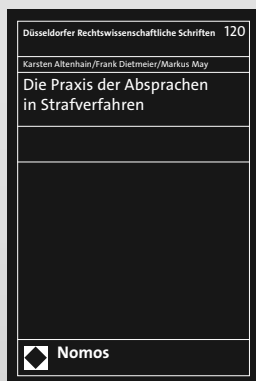 Düsseldorfer Rechtswissenschaftliche Schriften 120
Karsten Altenhain/Frank Dietmeier/Markus May
Die Praxis der Absprachen
in Strafverfahren
Nomos